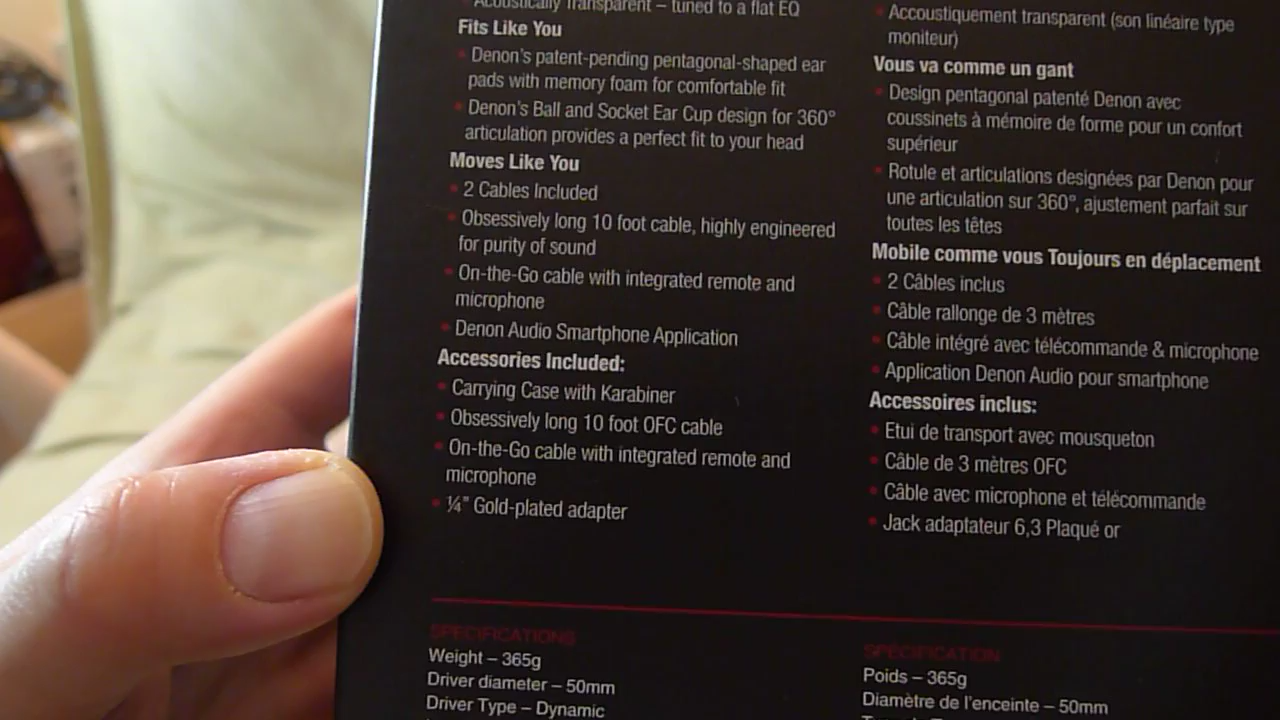 Acoustically Transparent – tuned to a flat EQ
Fits Like You
Denon's patent-pending pentagonal-shaped ear
pads with memory foam for comfortable fit
Denon's Ball and Socket Ear Cup design for 360°
articulation provides a perfect fit to your head
Moves Like You
2 Cables Included
Obsessively long 10 foot cable, highly engineered
for purity of sound
On-the-Go cable with integrated remote and
microphone
Denon Audio Smartphone Application
Accessories Included:
Carrying Case with Karabiner
Obsessively long 10 foot OFC cable
On-the-Go cable with integrated remote and
microphone
¼" Gold-plated adapter
SPECIFICATIONS
Weight – 365g
Driver diameter – 50mm
Driver Type – Dynamic
Accoustiquement transparent (son linéaire type
moniteur)
Vous va comme un gant
Design pentagonal patenté Denon avec
coussinets à mémoire de forme pour un confort
supérieur
Rotule et articulations designées par Denon pour
une articulation sur 360°, ajustement parfait sur
toutes les têtes
Mobile comme vous Toujours en déplacement
2 Câbles inclus
Câble rallonge de 3 mètres
Câble intégré avec télécommande & microphone
Application Denon Audio pour smartphone
Accessoires inclus:
Etui de transport avec mousqueton
Câble de 3 mètres OFC
Câble avec microphone et télécommande
Jack adaptateur 6,3 Plaqué or
SPÉCIFICATION
Poids – 365g
Diamètre de l'enceinte – 50mm